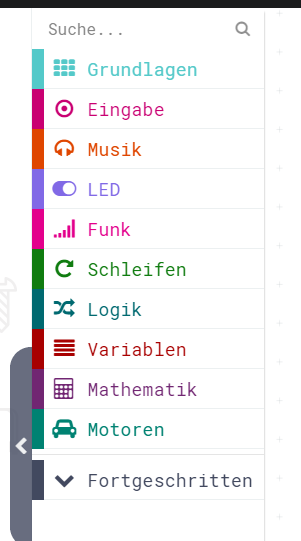 Suche...
Grundlagen
Eingabe
Musik
LED
Funk
Schleifen
Logik
Variablen
Mathematik
Motoren
Fortgeschritten